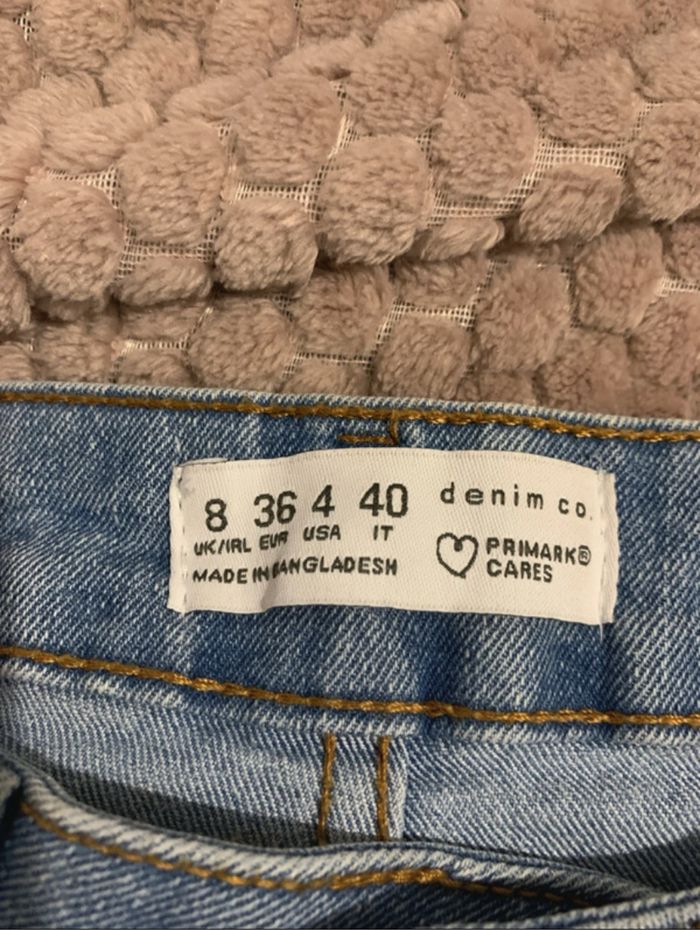 8 36 4 40
UK/IRL EUR USA IT
MADE IN BANGLADESH
denim co.
PRIMARK®
CARES